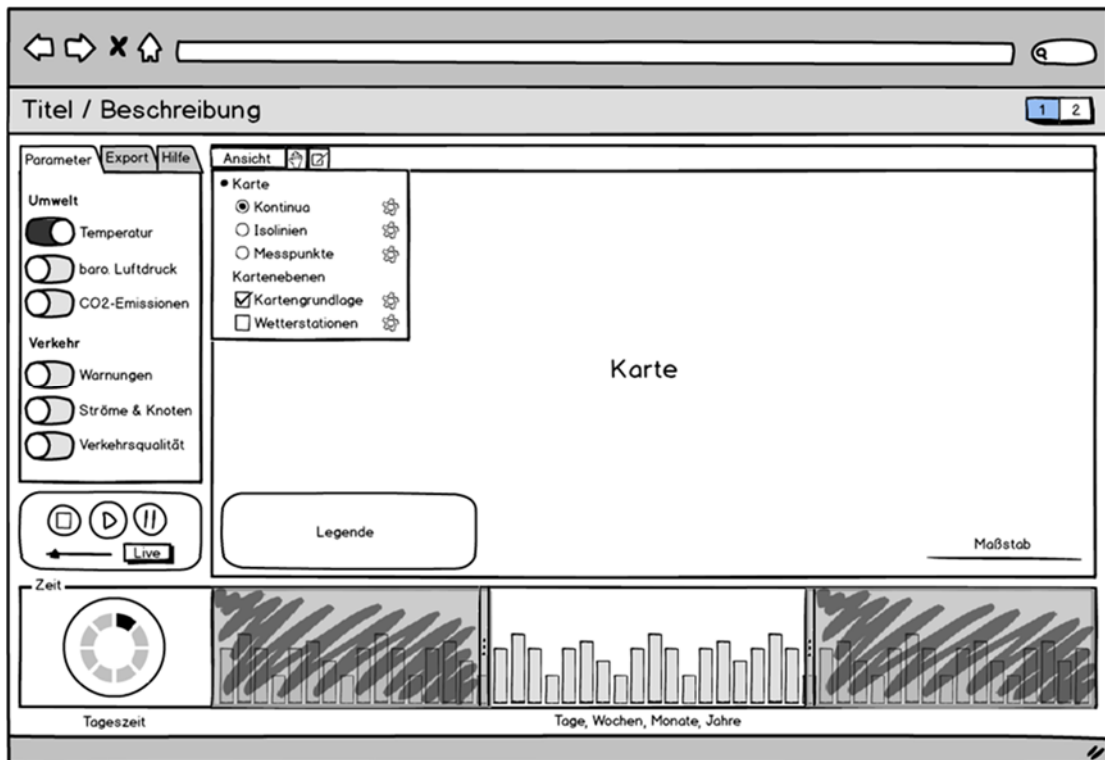 Titel / Beschreibung
1 2
Parameter Export Hilfe
Umwelt
Temperatur
baro. Luftdruck
CO2-Emissionen
Verkehr
Warnungen
Ströme & Knoten
Verkehrsqualität
Live
Ansicht
Karte
Kontinua
Isolinien
Messpunkte
Kartenebenen
Kartengrundlage
Wetterstationen
Karte
Legende
Maßstab
Zeit
Tageszeit
Tage, Wochen, Monate, Jahre